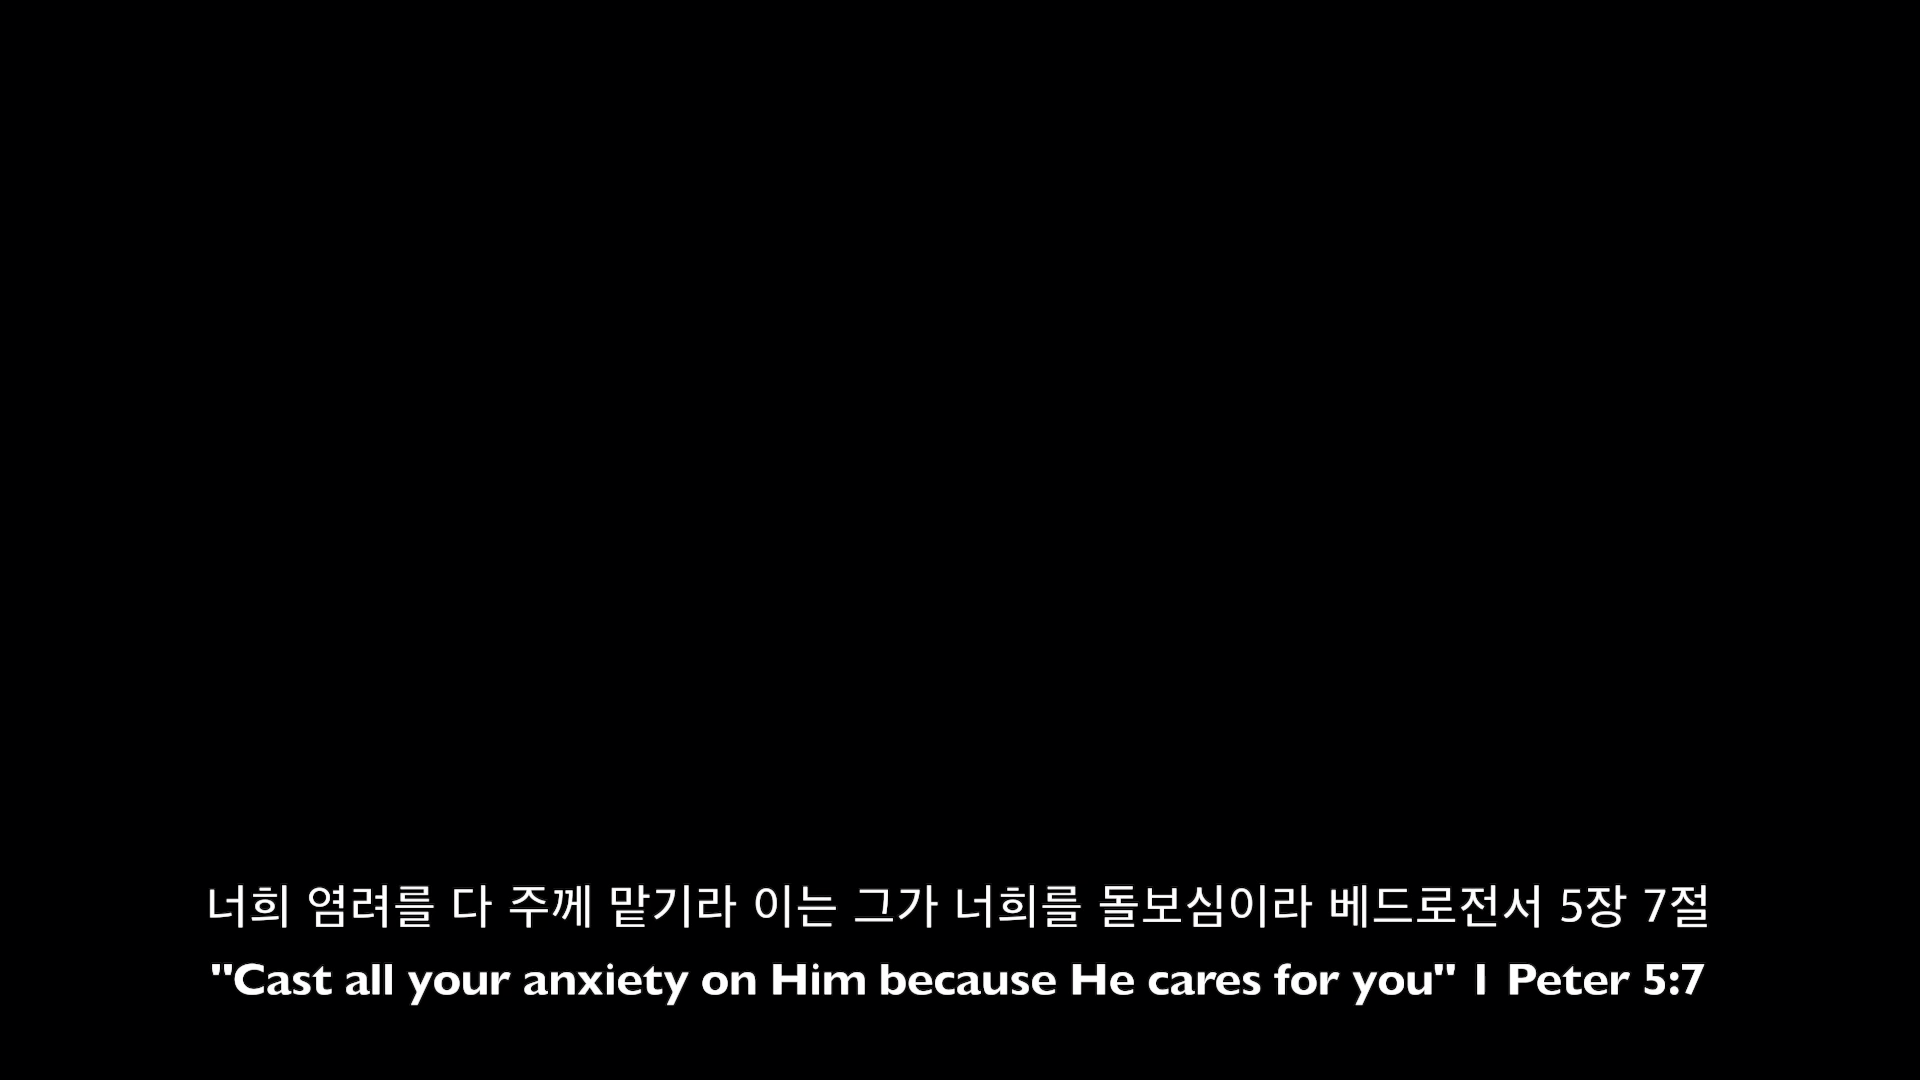 너희 염려를 다 주께 맡기라 이는 그가 너희를 돌보심이라 베드로전서 5장 7절
"Cast all your anxiety on Him because He cares for you" 1 Peter 5:7